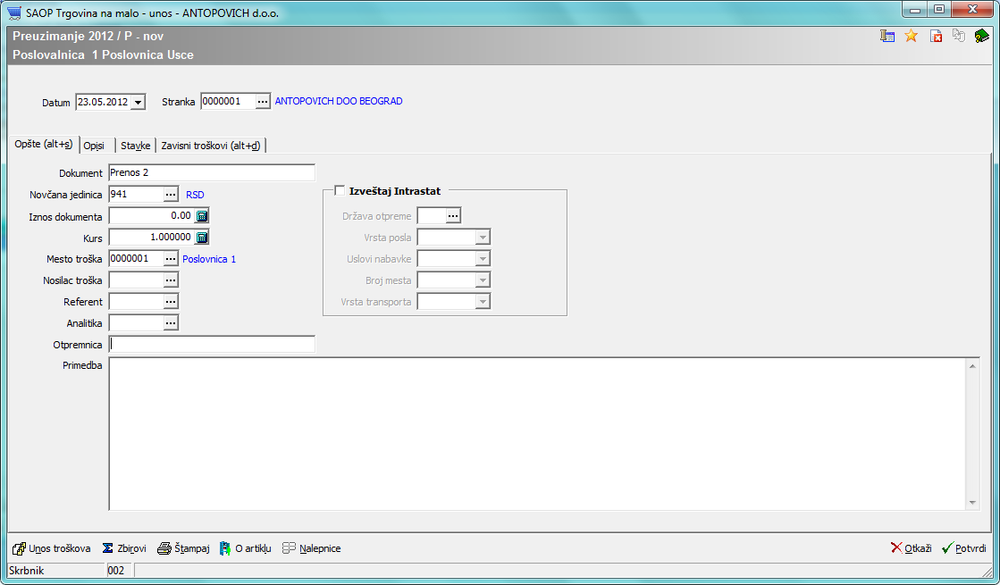 SAOP Trgovina na malo - unos - ANTOPOVICH d.o.o.
Preuzimanje 2012 / P - nov
Poslovalnica 1 Poslovnica Usce
Datum 23.05.2012 Stranka 0000001 ... ANTOPOVICH DOO BEOGRAD
Opšte (alt+s) Opisi Stavke Zavisni troškovi (alt+d)
Dokument Prenos 2
Novčana jedinica 941 ... RSD
Izveštaj Intrastat
Iznos dokumenta 0.00
Država otpreme ...
Kurs 1.000000
Vrsta posla
Mesto troška 0000001 ... Poslovnica 1
Uslovi nabavke
Nosilac troška ...
Broj mesta
Referent ...
Vrsta transporta
Analitika ...
Otpremnica
Primedba
Unos troškova Zbirovi Štampaj O artiklu Nalepnice Otkaži Potvrdi
Skrbnik 002